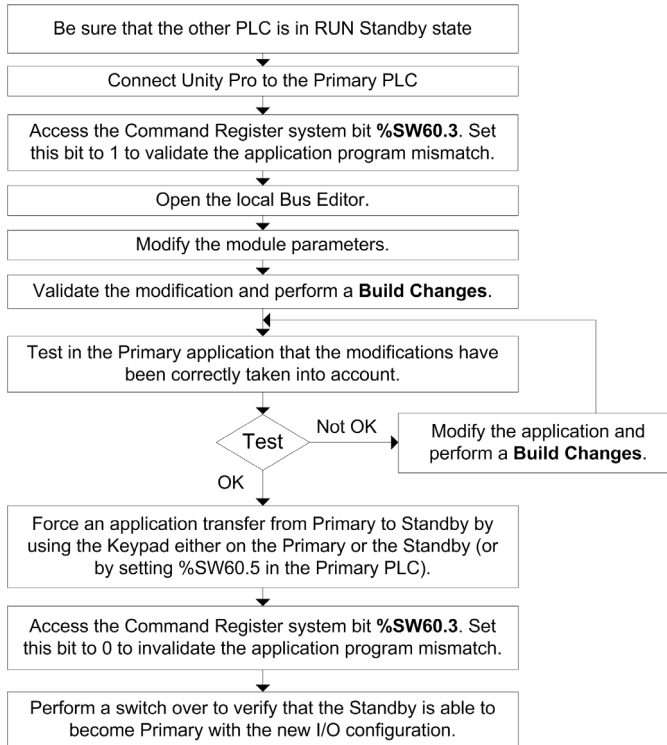 Be sure that the other PLC is in RUN Standby state
Connect Unity Pro to the Primary PLC
Access the Command Register system bit %SW60.3. Set
this bit to 1 to validate the application program mismatch.
Open the local Bus Editor.
Modify the module parameters.
Validate the modification and perform a Build Changes.
Test in the Primary application that the modifications have
been correctly taken into account.
Test
Not OK
Modify the application and
perform a Build Changes.
OK
Force an application transfer from Primary to Standby by
using the Keypad either on the Primary or the Standby (or
by setting %SW60.5 in the Primary PLC).
Access the Command Register system bit %SW60.3. Set
this bit to 0 to invalidate the application program mismatch.
Perform a switch over to verify that the Standby is able to
become Primary with the new I/O configuration.